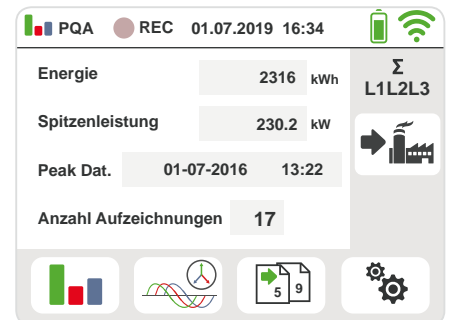 PQA REC 01.07.2019 16:34
Energie 2316 kWh
Σ
L1L2L3
Spitzenleistung 230.2 kW
Peak Dat. 01-07-2016 13:22
Anzahl Aufzeichnungen 17
5 9